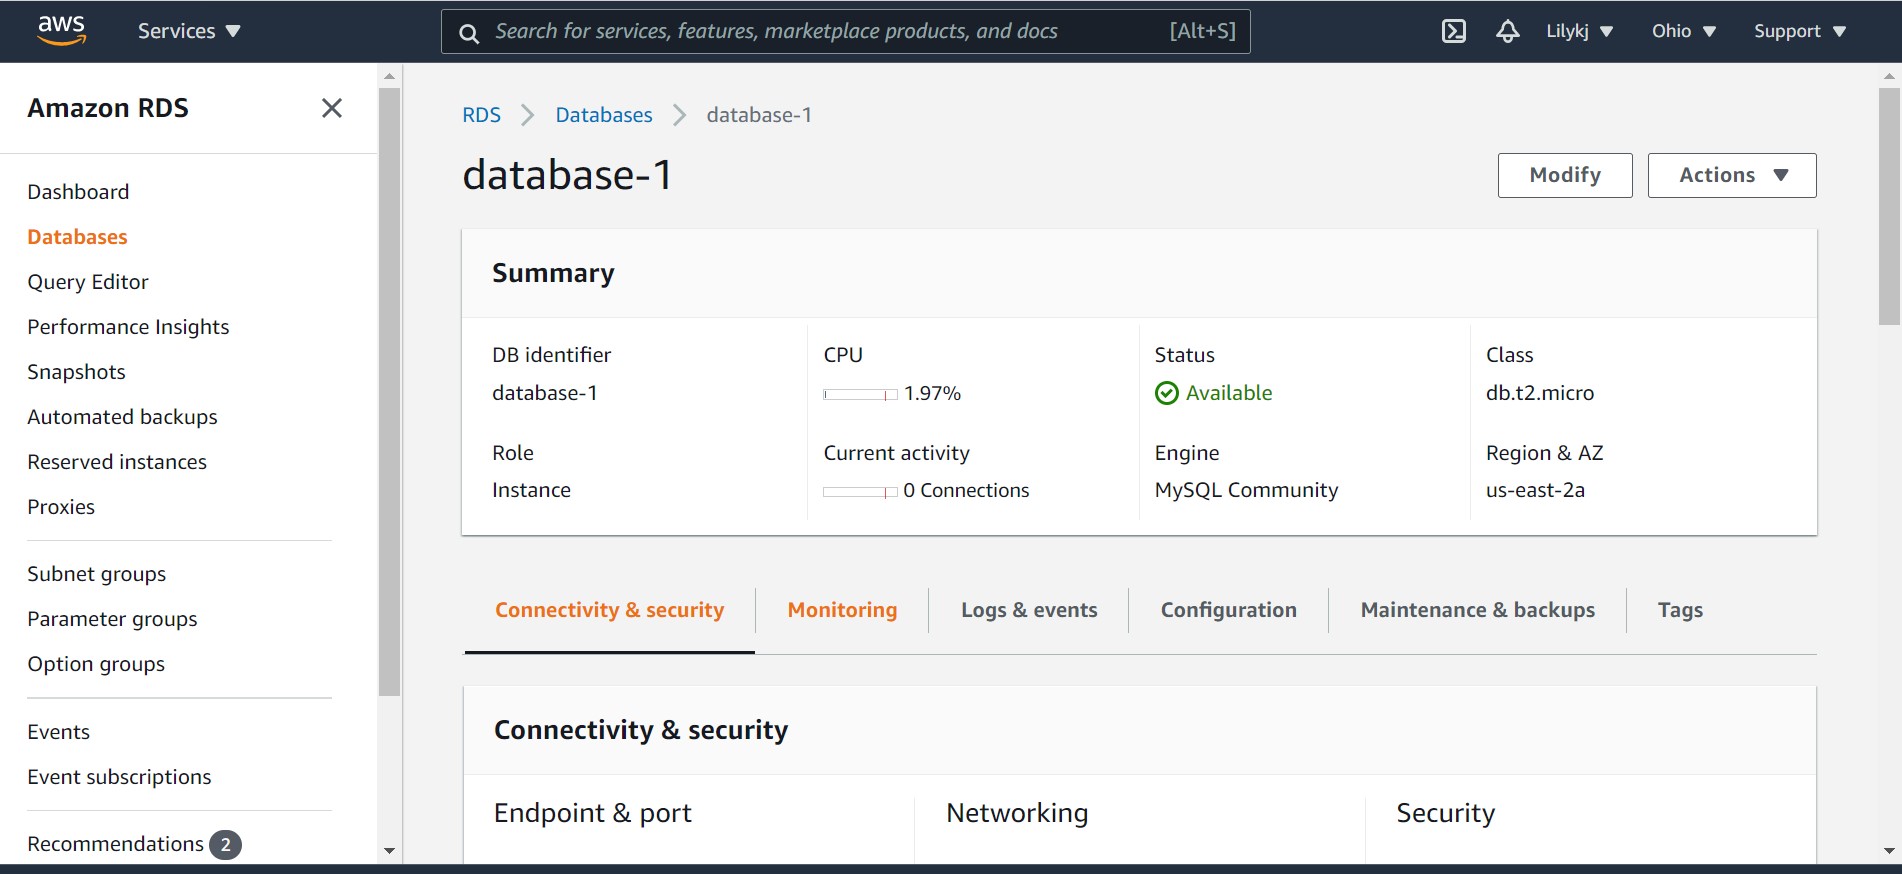 aws
Services
Search for services, features, marketplace products, and docs
[Alt+S]
Lilykj
Ohio
Support
Amazon RDS
Dashboard
Databases
Query Editor
Performance Insights
Snapshots
Automated backups
Reserved instances
Proxies
Subnet groups
Parameter groups
Option groups
Events
Event subscriptions
Recommendations 2
RDS
Databases
database-1
database-1
Modify
Actions
Summary
DB identifier
database-1
CPU
1.97%
Status
Available
Class
db.t2.micro
Role
Instance
Current activity
0 Connections
Engine
MySQL Community
Region & AZ
us-east-2a
Connectivity & security
Monitoring
Logs & events
Configuration
Maintenance & backups
Tags
Connectivity & security
Endpoint & port
Networking
Security